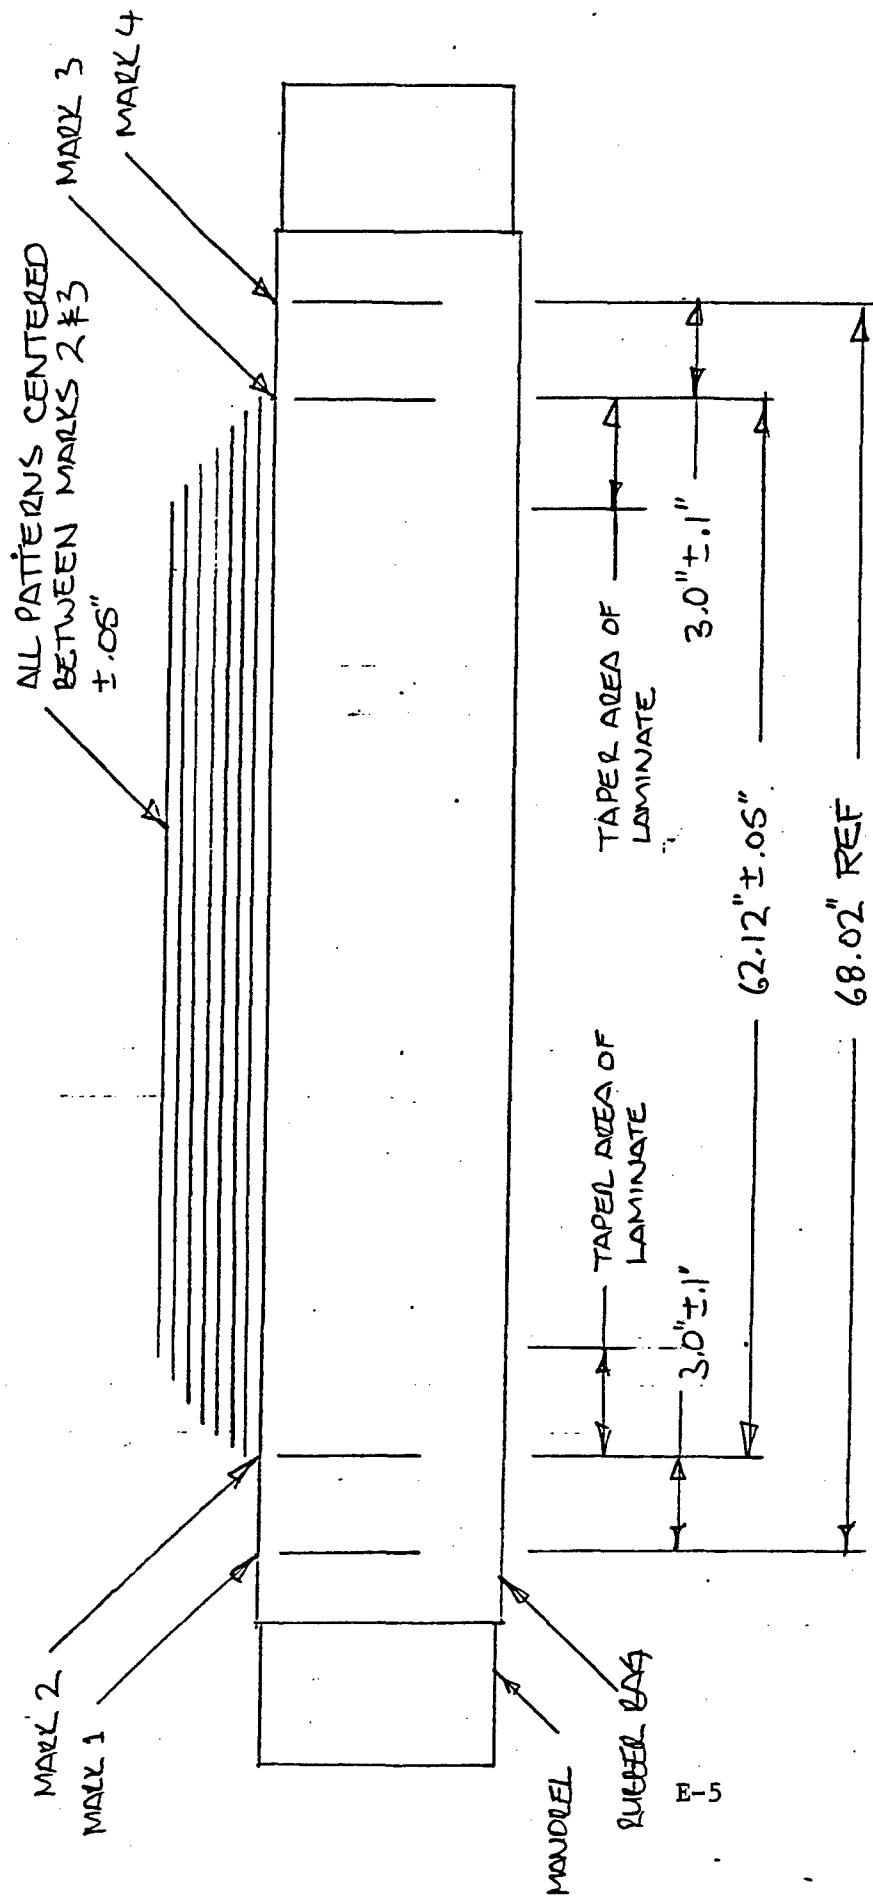 ALL PATTERNS CENTERED
BETWEEN MARKS 2 & 3
±.05"
MARK 3
MARK 4
MARK 2
MARK 1
MANDREL
RUBBER BAG
TAPER AREA OF
LAMINATE
TAPER AREA OF
LAMINATE
3.0"±.1"
3.0"±.1"
62.12"±.05"
68.02" REF
E-5